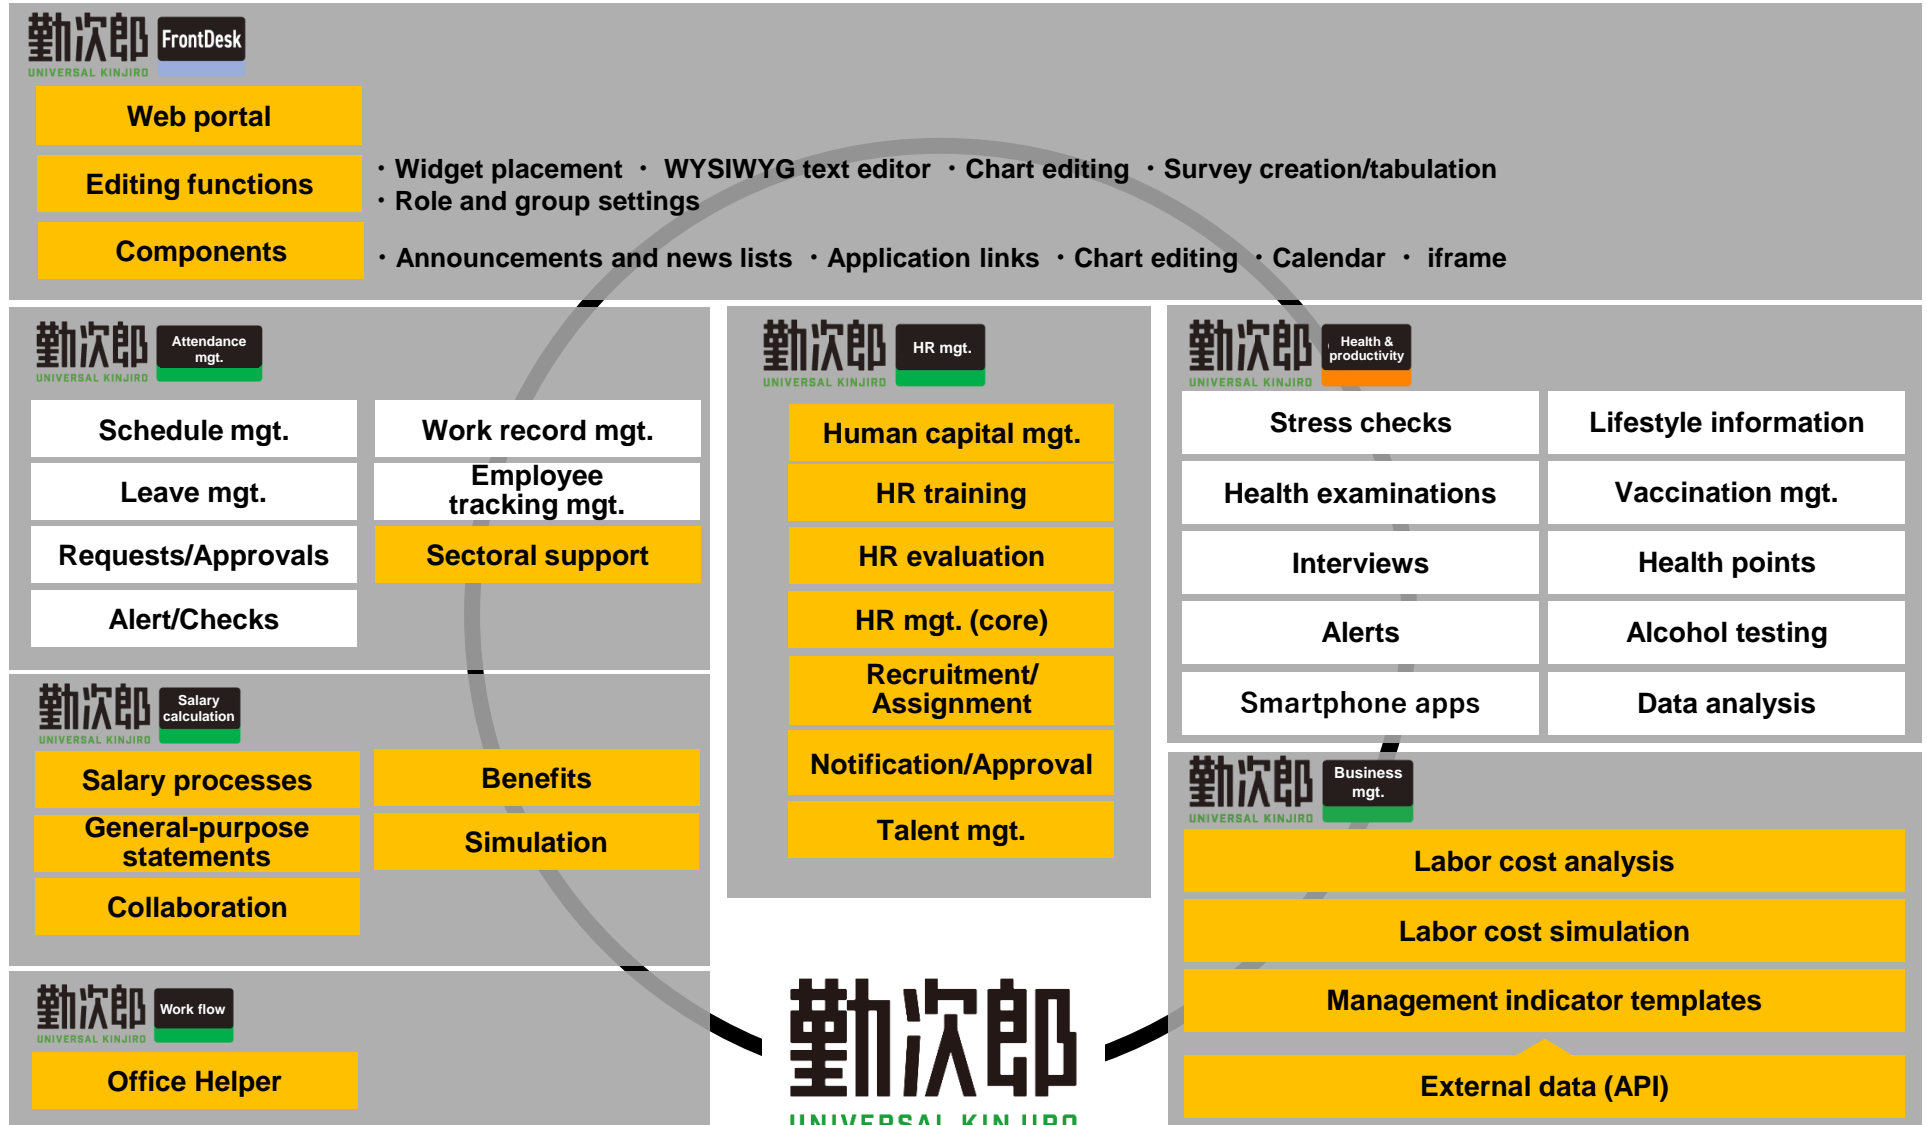 勤次郎 FrontDesk
UNIVERSAL KINJIRO
Web portal
Editing functions
・Widget placement ・ WYSIWYG text editor ・Chart editing ・Survey creation/tabulation
・Role and group settings
Components
・Announcements and news lists ・Application links ・Chart editing ・Calendar ・ iframe
勤次郎
UNIVERSAL KINJIRO
Attendance
mgt.
Schedule mgt.
Work record mgt.
Leave mgt.
Employee
tracking mgt.
Requests/Approvals
Sectoral support
Alert/Checks
勤次郎
UNIVERSAL KINJIRO
Salary
calculation
Salary processes
Benefits
General-purpose
statements
Simulation
Collaboration
勤次郎 Work flow
UNIVERSAL KINJIRO
Office Helper
勤次郎 HR mgt.
UNIVERSAL KINJIRO
Human capital mgt.
HR training
HR evaluation
HR mgt. (core)
Recruitment/
Assignment
Notification/Approval
Talent mgt.
勤次郎
UNIVERSAL KINJIRO
勤次郎
UNIVERSAL KINJIRO
Health &
productivity
Stress checks
Lifestyle information
Health examinations
Vaccination mgt.
Interviews
Health points
Alerts
Alcohol testing
Smartphone apps
Data analysis
勤次郎
UNIVERSAL KINJIRO
Business
mgt.
Labor cost analysis
Labor cost simulation
Management indicator templates
External data (API)